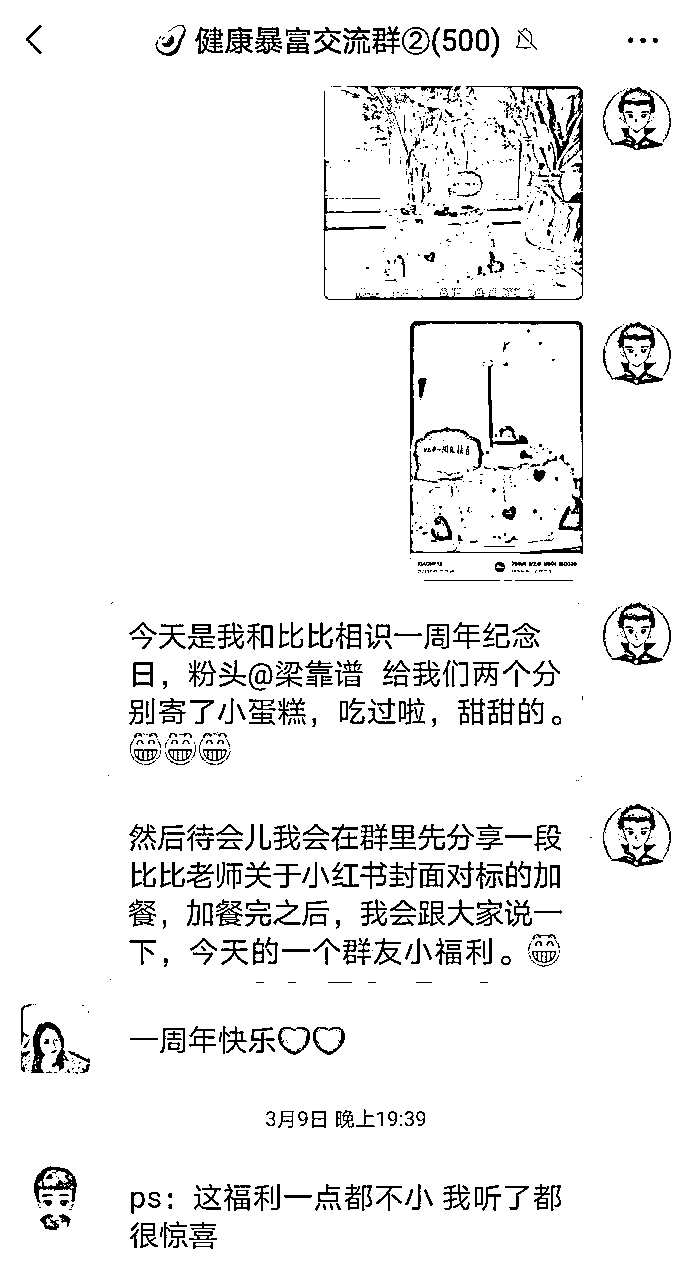 健康暴富交流群②(500)
今天是我和比比相识一周年纪念
日，粉头@梁靠谱 给我们两个分
别寄了小蛋糕，吃过啦，甜甜的。
😁😁😁
然后待会儿我会在群里先分享一段
比比老师关于小红书封面对标的加
餐，加餐完之后，我会跟大家说一
下，今天的一个群友小福利。😁
一周年快乐♡♡
3月9日 晚上19:39
ps：这福利一点都不小 我听了都
很惊喜